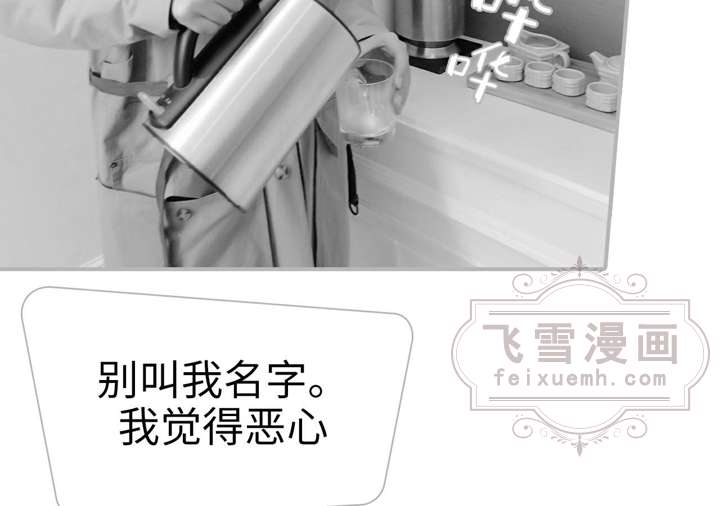 哗
哗
别叫我名字。
我觉得恶心
飞雪漫画
feixuemh.com